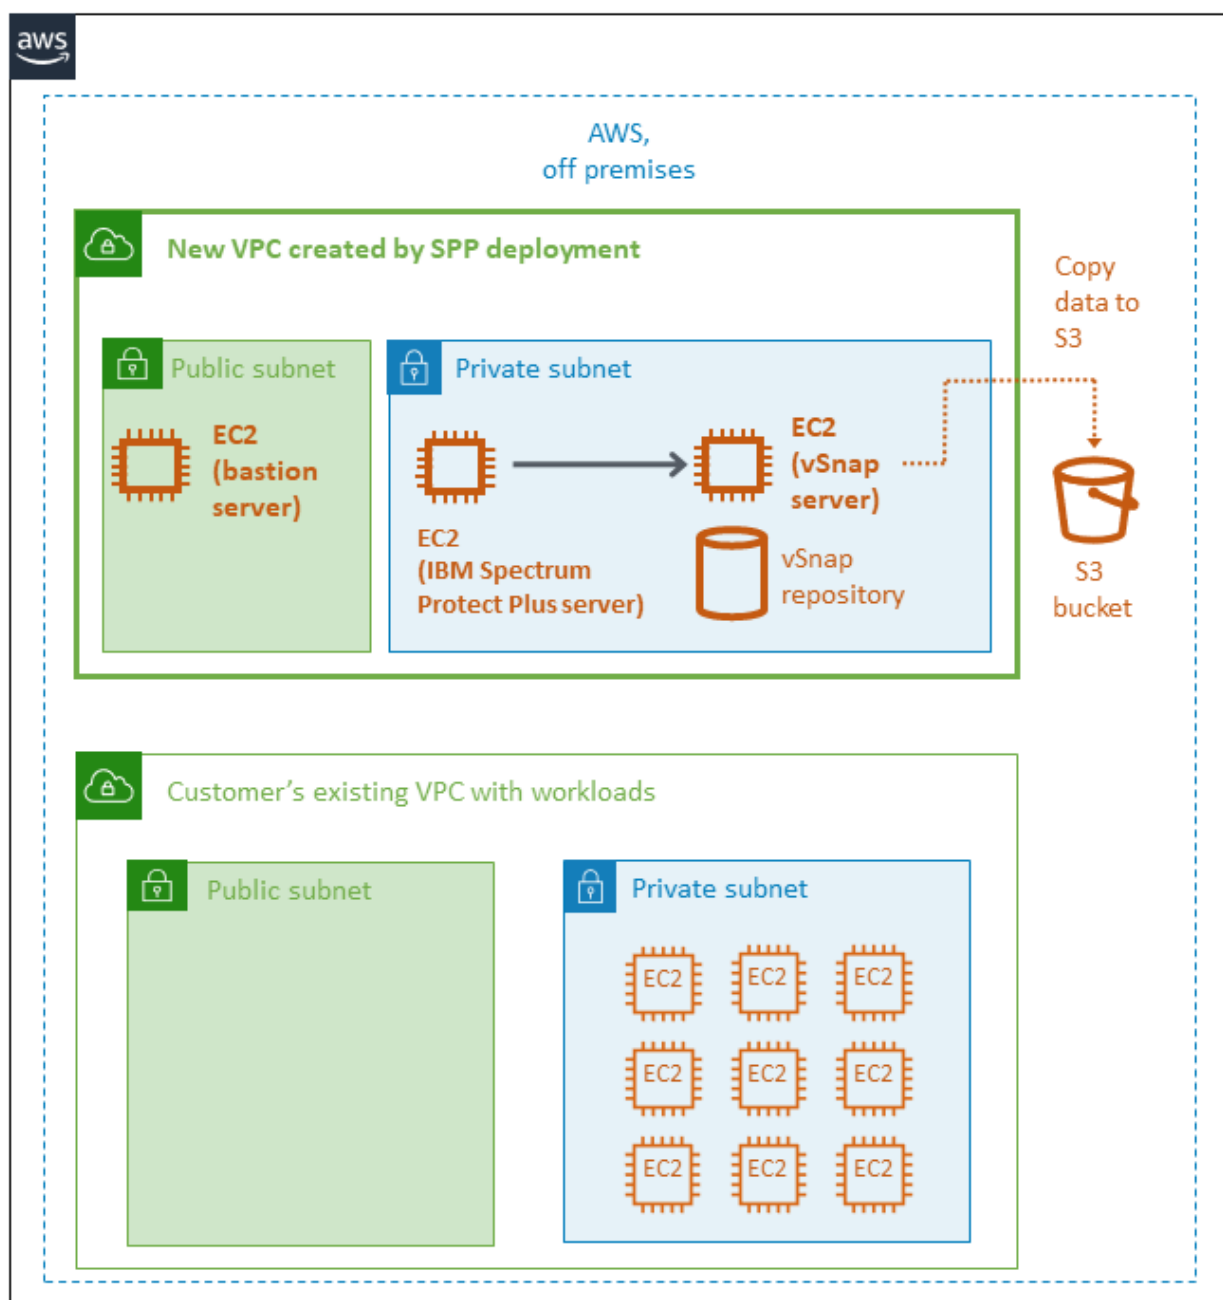 aws
AWS,
off premises
New VPC created by SPP deployment
Copy
data to
S3
Public subnet
Private subnet
EC2
(bastion
server)
EC2
(IBM Spectrum
Protect Plus server)
EC2
(vSnap
server)
vSnap
repository
S3
bucket
Customer’s existing VPC with workloads
Public subnet
Private subnet
EC2 EC2 EC2
EC2 EC2 EC2
EC2 EC2 EC2